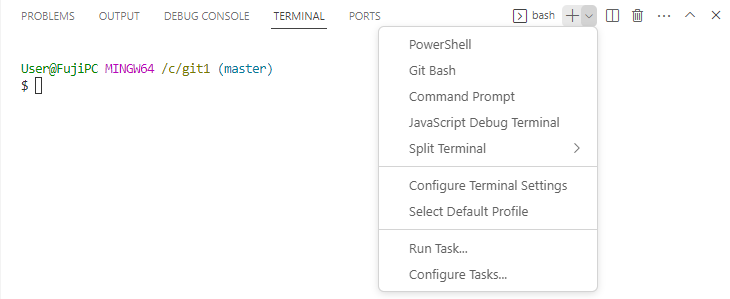 PROBLEMS OUTPUT DEBUG CONSOLE TERMINAL PORTS bash
User@FujiPC MINGW64 /c/git1 (master)
$
PowerShell
Git Bash
Command Prompt
JavaScript Debug Terminal
Split Terminal
Configure Terminal Settings
Select Default Profile
Run Task...
Configure Tasks...